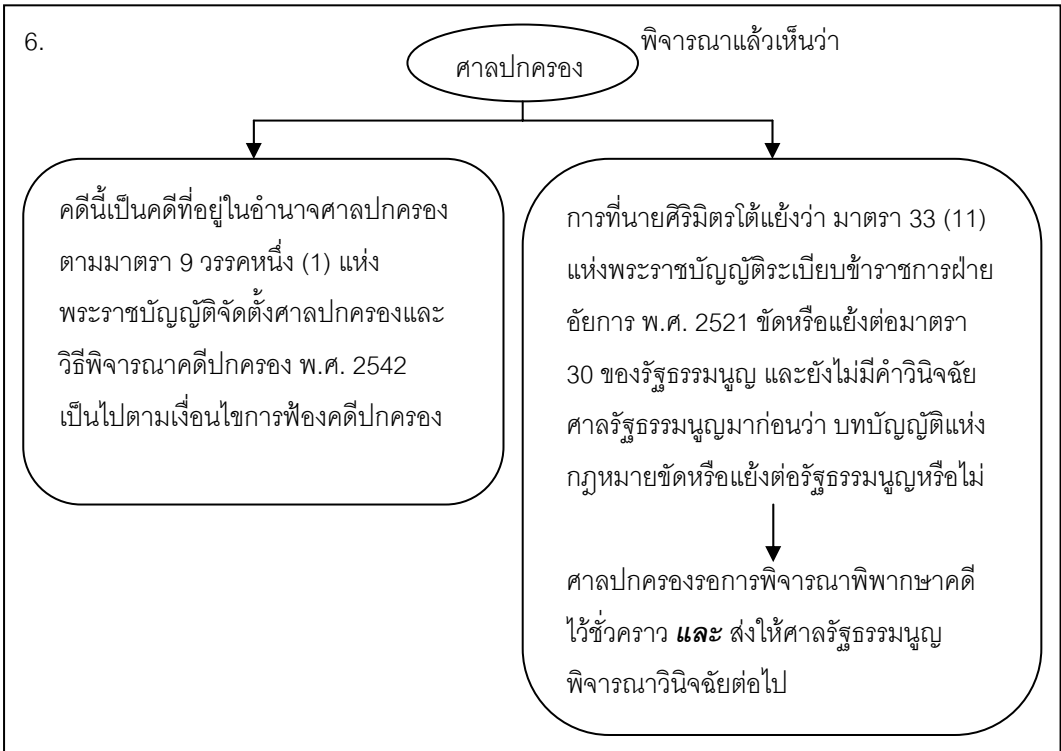 6.
ศาลปกครอง
พิจารณาแล้วเห็นว่า
คดีนี้เป็นคดีที่อยู่ในอำนาจศาลปกครอง
ตามมาตรา 9 วรรคหนึ่ง (1) แห่ง
พระราชบัญญัติจัดตั้งศาลปกครองและ
วิธีพิจารณาคดีปกครอง พ.ศ. 2542
เป็นไปตามเงื่อนไขการฟ้องคดีปกครอง
การที่นายศิริมิตรโต้แย้งว่า มาตรา 33 (11)
แห่งพระราชบัญญัติระเบียบข้าราชการฝ่าย
อัยการ พ.ศ. 2521 ขัดหรือแย้งต่อมาตรา
30 ของรัฐธรรมนูญ และยังไม่มีคำวินิจฉัย
ศาลรัฐธรรมนูญมาก่อนว่า บทบัญญัติแห่ง
กฎหมายขัดหรือแย้งต่อรัฐธรรมนูญหรือไม่
ศาลปกครองรอการพิจารณาพิพากษาคดี
ไว้ชั่วคราว และ ส่งให้ศาลรัฐธรรมนูญ
พิจารณาวินิจฉัยต่อไป